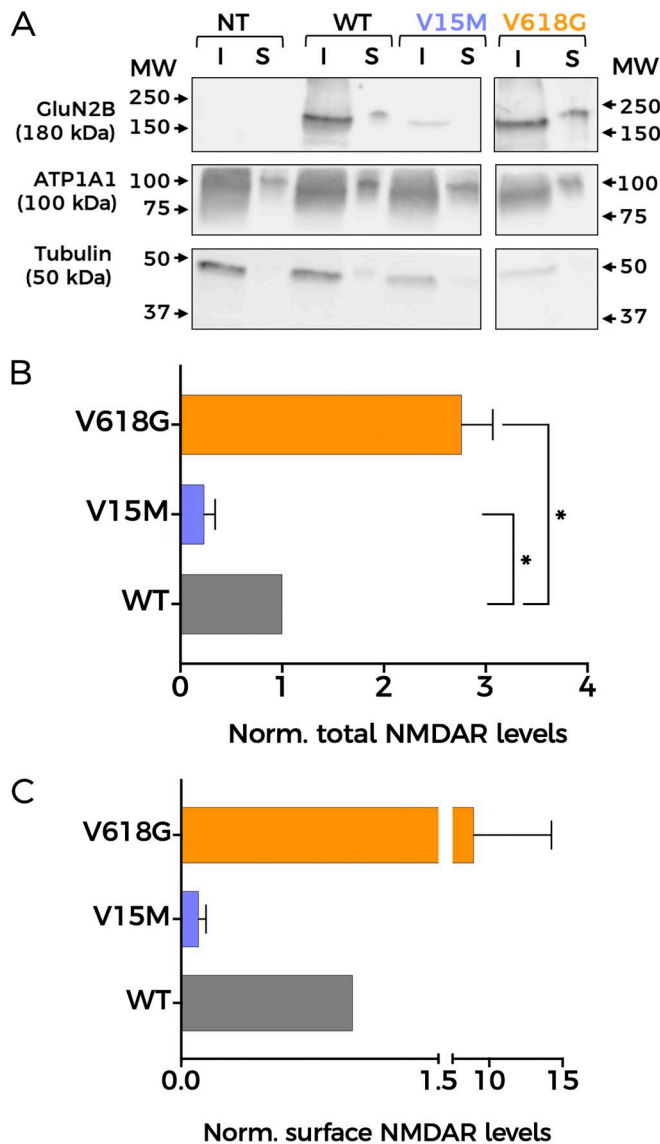 A
NT WT V15M V618G
MW I S I S I S I S MW
GluN2B
(180 kDa)
250
150
250
150
ATP1A1
(100 kDa)
100
75
100
75
Tubulin
(50 kDa)
50
37
50
37
B
V618G
V15M
WT
*
*
0 1 2 3 4
Norm. total NMDAR levels
C
V618G
V15M
WT
0.0 1.5 10 15
Norm. surface NMDAR levels